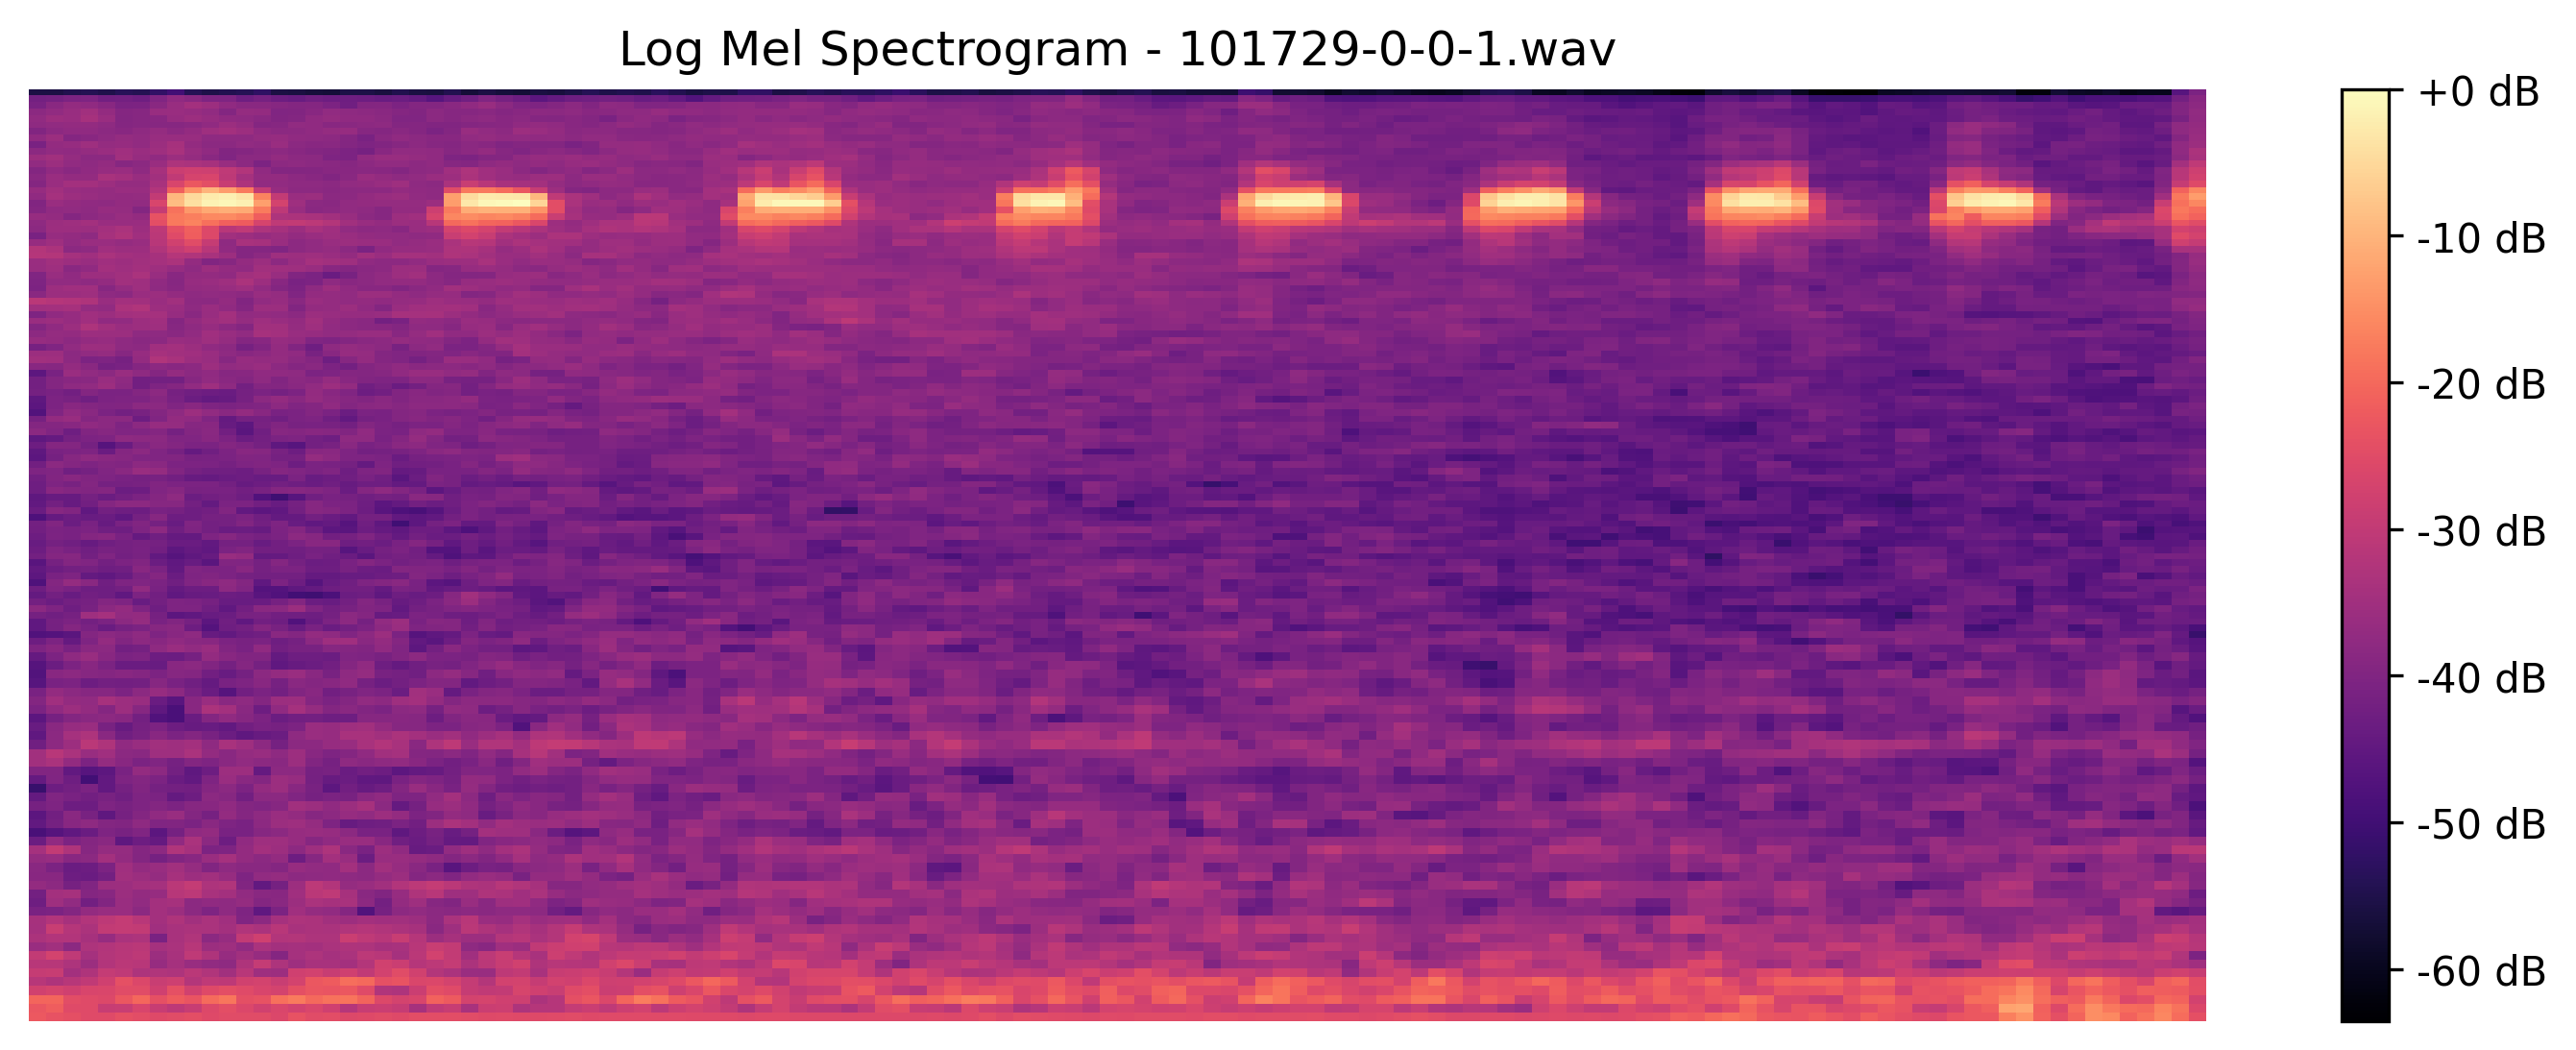 Log Mel Spectrogram - 101729-0-0-1.wav
+0 dB
-10 dB
-20 dB
-30 dB
-40 dB
-50 dB
-60 dB